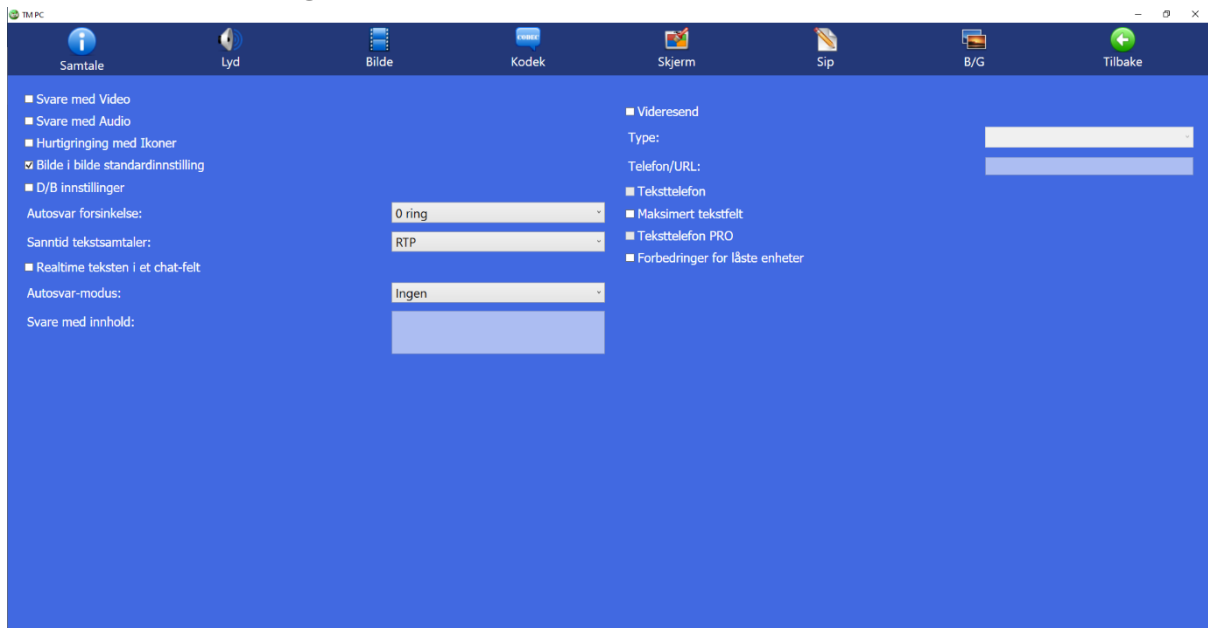 TM PC
Samtale
Lyd
Bilde
CODEC
Kodek
Skjerm
Sip
B/G
Tilbake
Svare med Video
Svare med Audio
Hurtigringing med Ikoner
Bilde i bilde standardinnstilling
D/B innstillinger
Autosvar forsinkelse:
0 ring
Sanntid tekstsamtaler:
RTP
Realtime teksten i et chat-felt
Autosvar-modus:
Ingen
Svare med innhold:
Videresend
Type:
Telefon/URL:
Teksttelefon
Maksimert tekstfelt
Teksttelefon PRO
Forbedringer for låste enheter